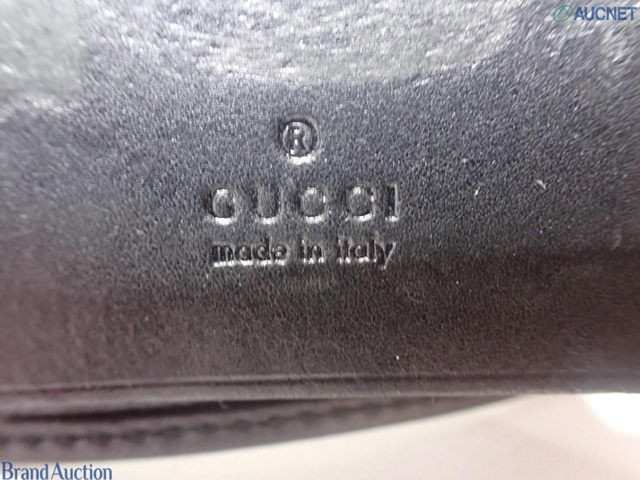 AUCNET
®
GUCCI
made in italy
Brand Auction